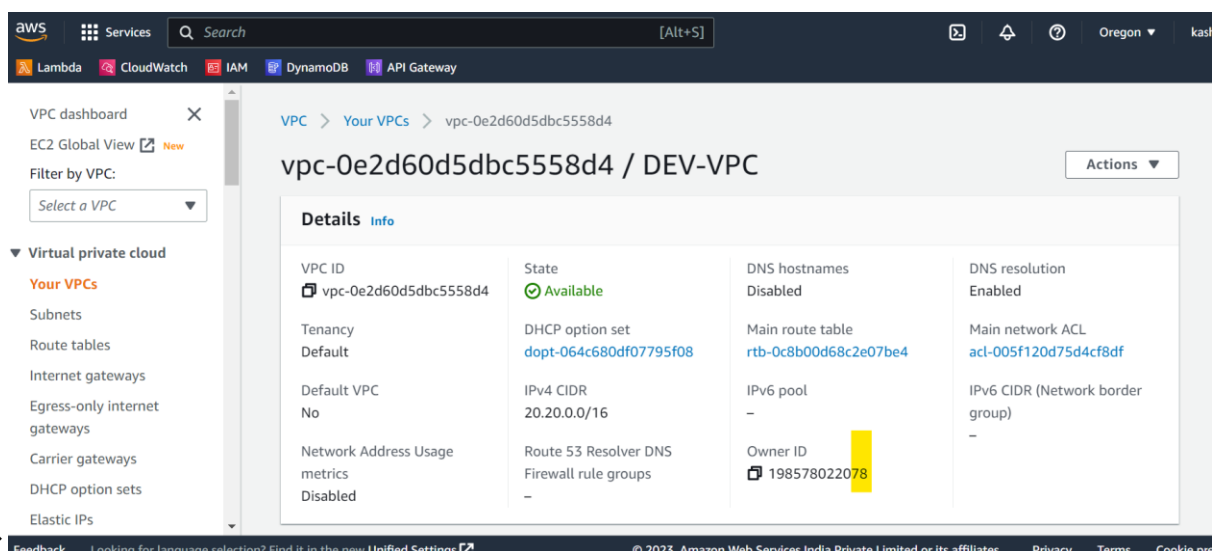 aws Services Search [Alt+S] Oregon
Lambda CloudWatch IAM DynamoDB API Gateway
VPC dashboard
EC2 Global View New
Filter by VPC:
Select a VPC
Virtual private cloud
Your VPCs
Subnets
Route tables
Internet gateways
Egress-only internet
gateways
Carrier gateways
DHCP option sets
Elastic IPs
VPC > Your VPCs > vpc-0e2d60d5dbc5558d4
vpc-0e2d60d5dbc5558d4 / DEV-VPC
Actions
Details Info
VPC ID
vpc-0e2d60d5dbc5558d4
State
Available
DNS hostnames
Disabled
DNS resolution
Enabled
Tenancy
Default
DHCP option set
dopt-064c680df07795f08
Main route table
rtb-0c8b00d68c2e07be4
Main network ACL
acl-005f120d75d4cf8df
Default VPC
No
IPv4 CIDR
20.20.0.0/16
IPv6 pool
–
IPv6 CIDR (Network border
group)
–
Network Address Usage
metrics
Disabled
Route 53 Resolver DNS
Firewall rule groups
–
Owner ID
198578022078
Feedback Looking for language selection? Find it in the new Unified Settings © 2023, Amazon Web Services India Private Limited or its affiliates. Privacy Terms Cookie